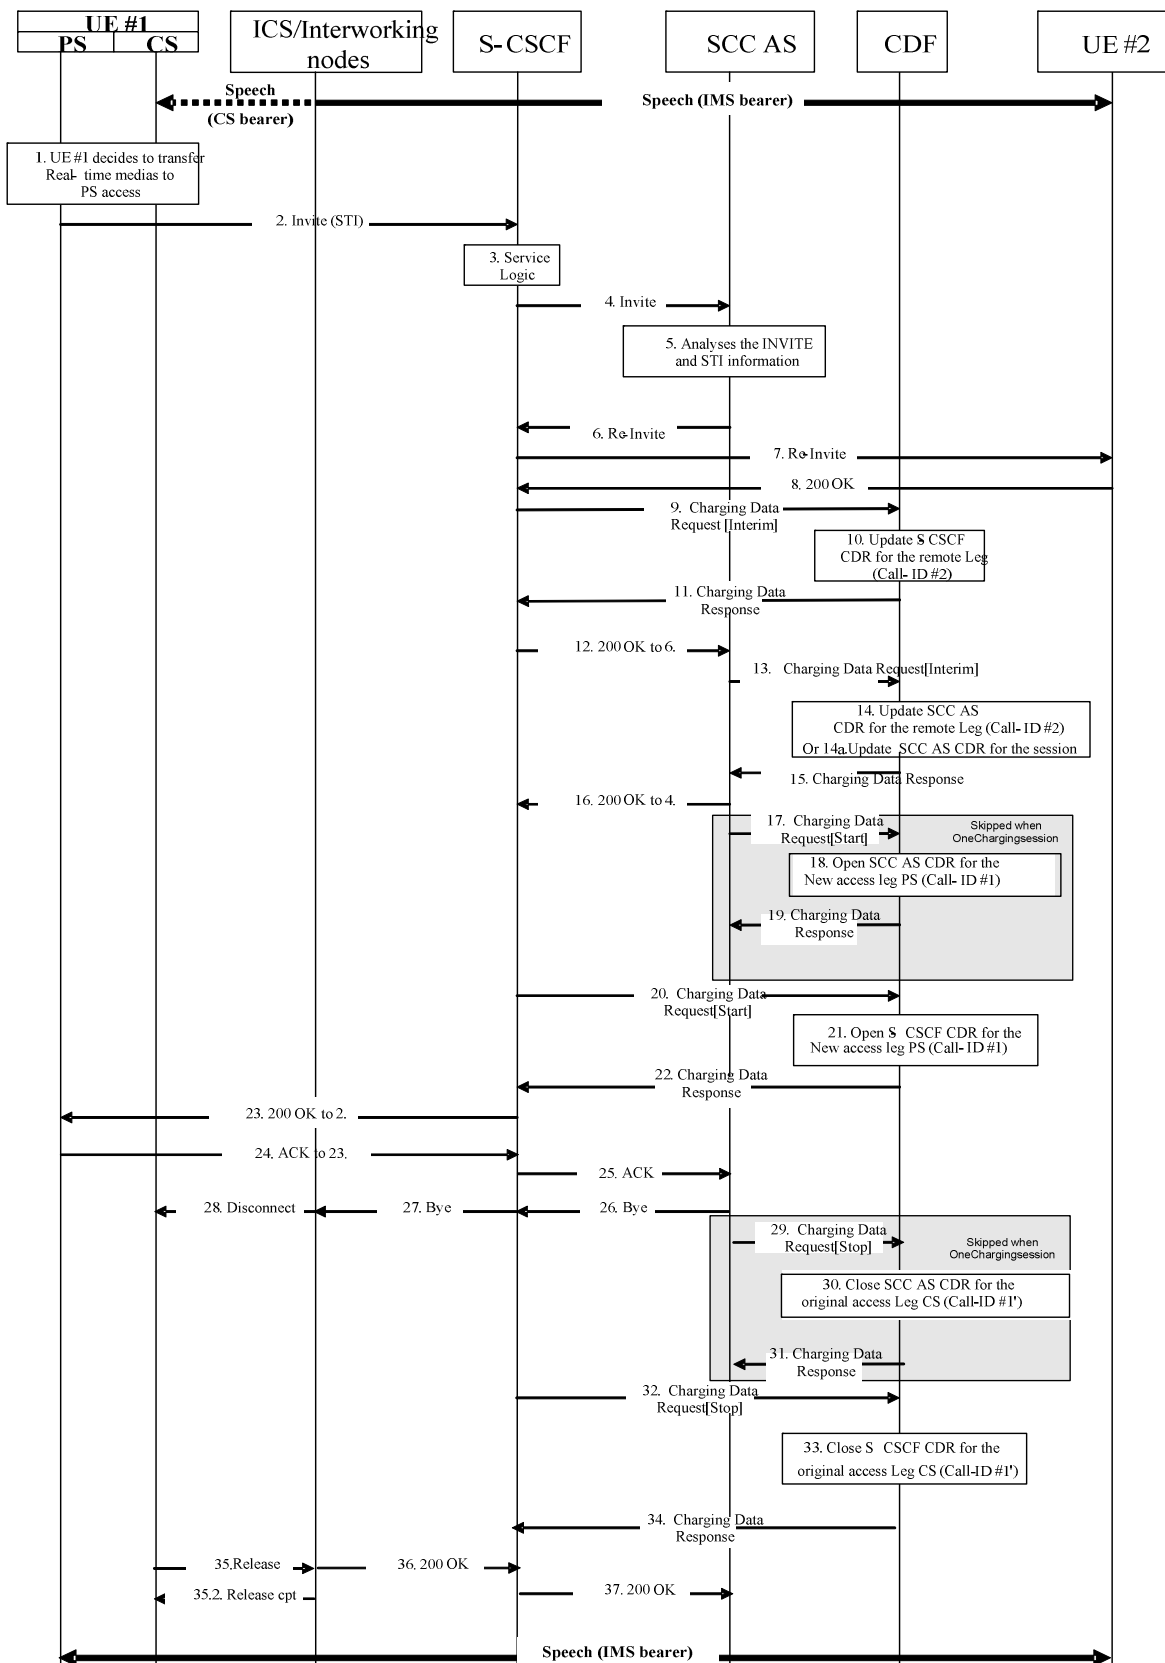 UE #1
PS CS
ICS/Interworking
nodes
S-CSCF
SCC AS
CDF
UE #2
Speech
(CS bearer)
Speech (IMS bearer)
1. UE #1 decides to transfer
Real- time medias to
PS access
2. Invite (STI)
3. Service
Logic
4. Invite
5. Analyses the INVITE
and STI information
6. Re-Invite
7. Re-Invite
8. 200 OK
9. Charging Data
Request [Interim]
10. Update S CSCF
CDR for the remote Leg
(Call- ID #2)
11. Charging Data
Response
12. 200 OK to 6.
13. Charging Data Request[Interim]
14. Update SCC AS
CDR for the remote Leg (Call- ID #2)
Or 14a.Update SCC AS CDR for the session
15. Charging Data Response
16. 200 OK to 4.
17. Charging Data
Request[Start]
Skipped when
OneChargingsession
18. Open SCC AS CDR for the
New access leg PS (Call- ID #1)
19. Charging Data
Response
20. Charging Data
Request[Start]
21. Open S CSCF CDR for the
New access leg PS (Call- ID #1)
22. Charging Data
Response
23. 200 OK to 2.
24. ACK to 23.
25. ACK
28. Disconnect
27. Bye
26. Bye
29. Charging Data
Request[Stop]
Skipped when
OneChargingsession
30. Close SCC AS CDR for the
original access Leg CS (Call-ID #1')
31. Charging Data
Response
32. Charging Data
Request[Stop]
33. Close S CSCF CDR for the
original access Leg CS (Call-ID #1')
34. Charging Data
Response
35.Release
36. 200 OK
35.2. Release cpt
37. 200 OK
Speech (IMS bearer)